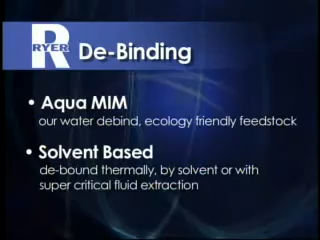 RYER
De-Binding
• Aqua MIM
our water debind, ecology friendly feedstock
• Solvent Based
de-bound thermally, by solvent or with
super critical fluid extraction